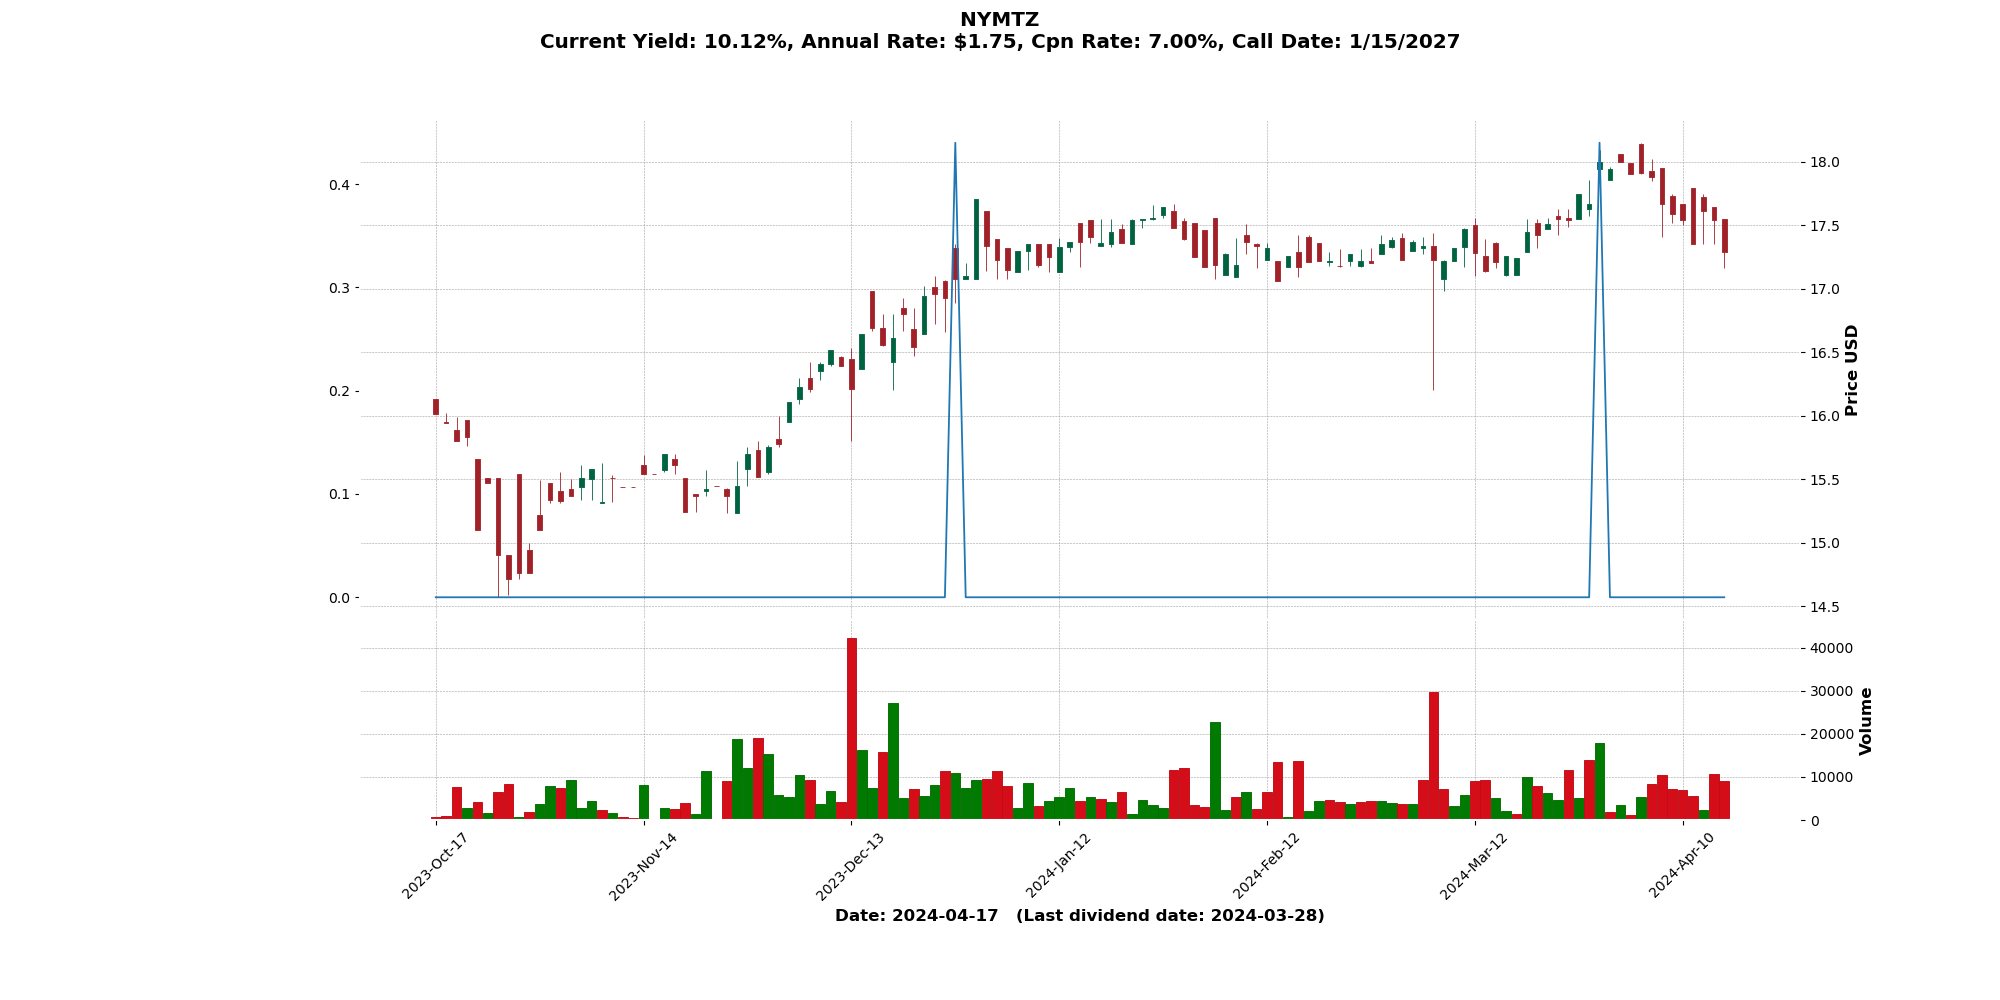 NYMTZ
Current Yield: 10.12%, Annual Rate: $1.75, Cpn Rate: 7.00%, Call Date: 1/15/2027
0.4
0.3
0.2
0.1
0.0
18.0
17.5
17.0
16.5
16.0
15.5
15.0
14.5
Price USD
40000
30000
20000
10000
0
Volume
2023-Oct-17
2023-Nov-14
2023-Dec-13
2024-Jan-12
2024-Feb-12
2024-Mar-12
2024-Apr-10
Date: 2024-04-17 (Last dividend date: 2024-03-28)